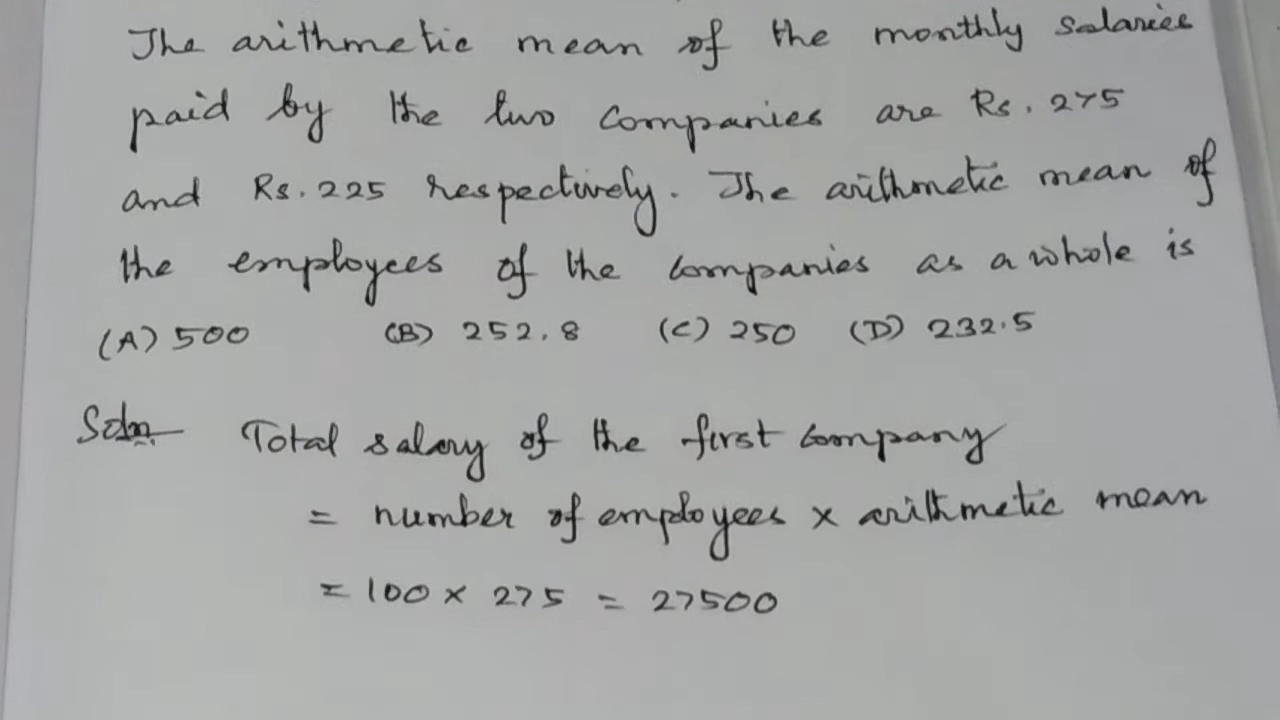 The arithmetic mean of the monthly salaries
paid by the two companies are Rs. 275
and Rs. 225 respectively. The arithmetic mean of
the employees of the companies as a whole is
(A) 500 (B) 252.8 (C) 250 (D) 232.5
Soln. Total salary of the first company
= number of employees x arithmetic mean
= 100 x 275 = 27500